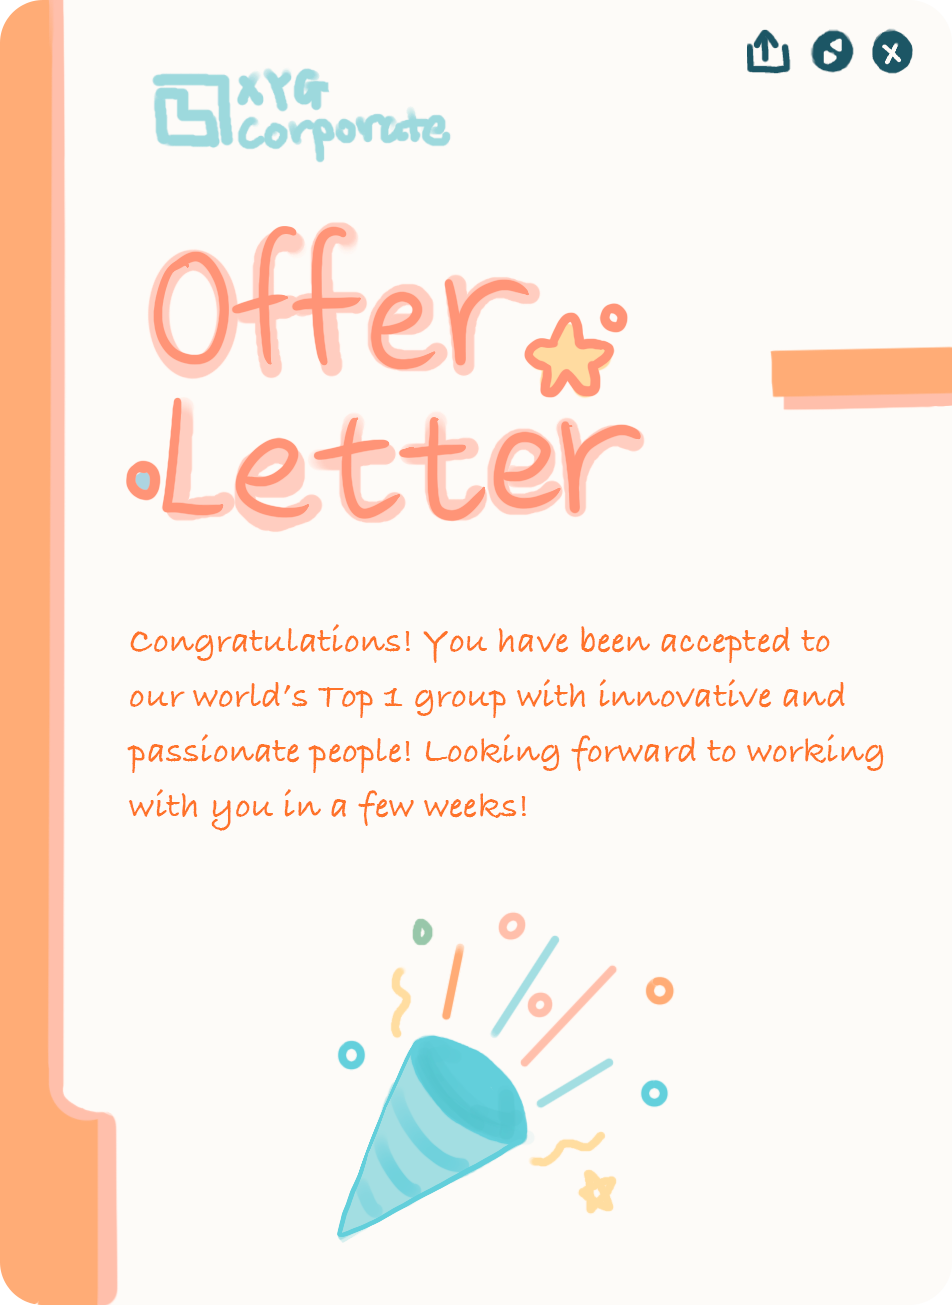 XYG
Corporate
Offer
Letter
Congratulations! You have been accepted to
our world's Top 1 group with innovative and
passionate people! Looking forward to working
with you in a few weeks!